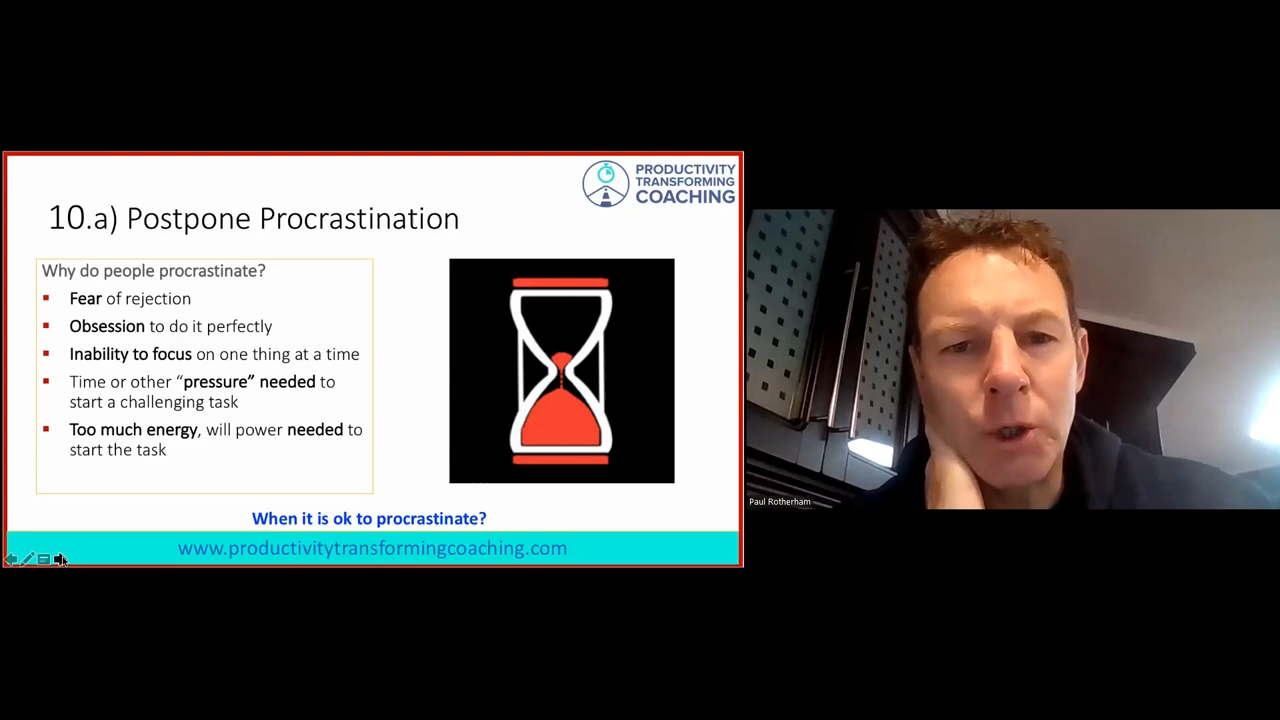 PRODUCTIVITY
TRANSFORMING
COACHING
10.a) Postpone Procrastination
Why do people procrastinate?
▪ Fear of rejection
▪ Obsession to do it perfectly
▪ Inability to focus on one thing at a time
▪ Time or other “pressure” needed to
start a challenging task
▪ Too much energy, will power needed to
start the task
When it is ok to procrastinate?
www.productivitytransformingcoaching.com
Paul Rotherham